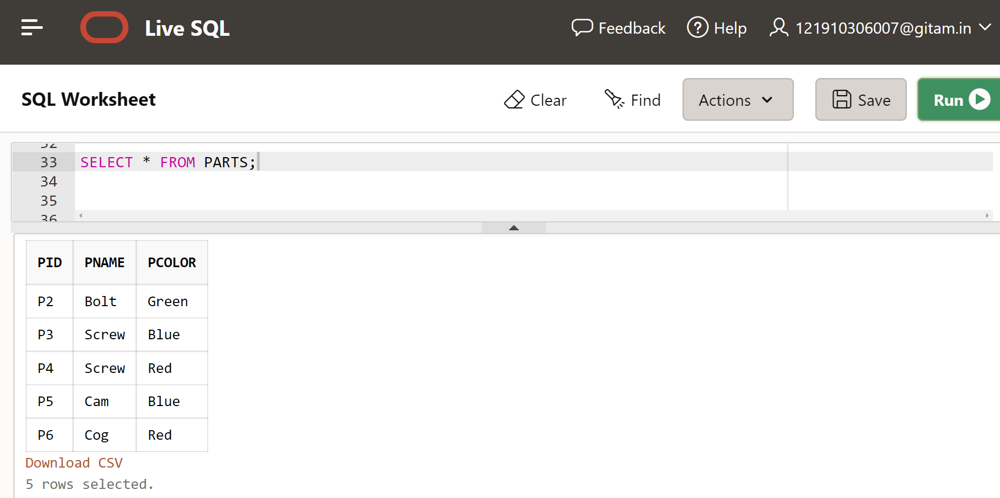 Live SQL Feedback Help 121910306007@gitam.in
SQL Worksheet Clear Find Actions Save Run
32
33 SELECT * FROM PARTS;
34
35
36
PID PNAME PCOLOR
P2 Bolt Green
P3 Screw Blue
P4 Screw Red
P5 Cam Blue
P6 Cog Red
Download CSV
5 rows selected.